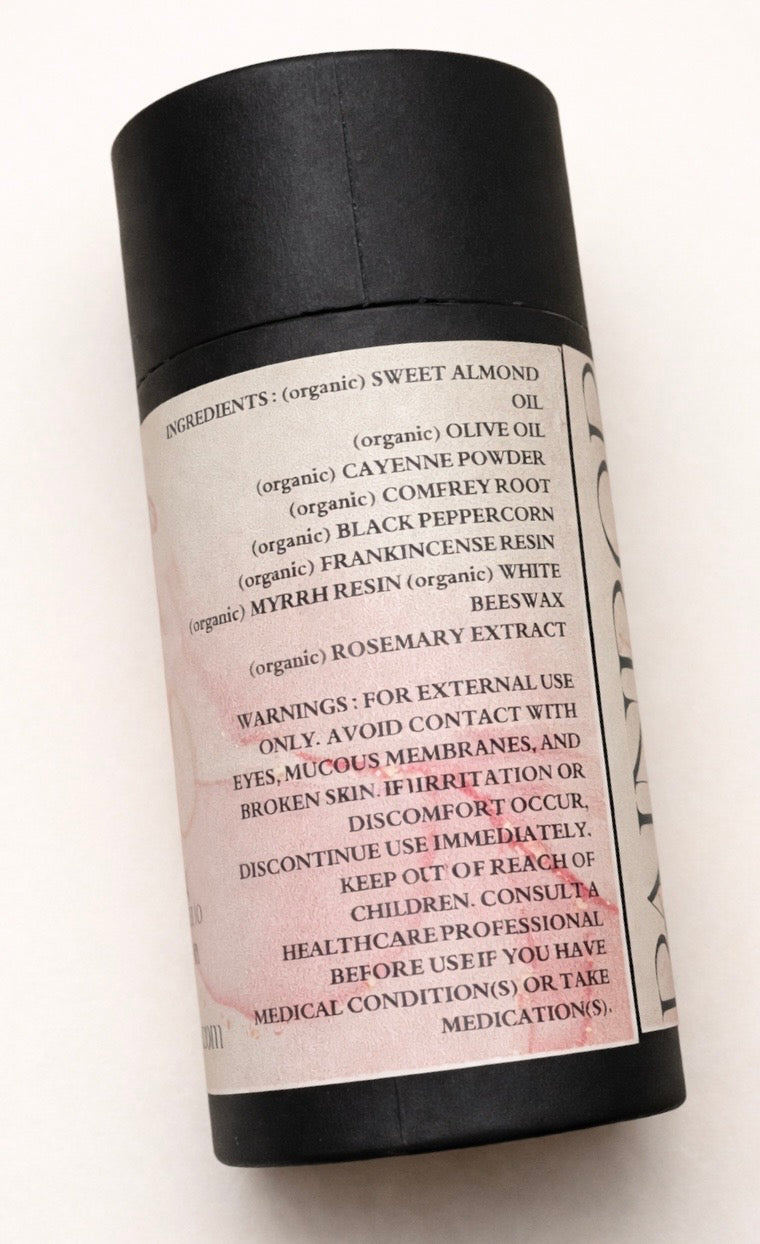 INGREDIENTS : (organic) SWEET ALMOND
OIL
(organic) OLIVE OIL
(organic) CAYENNE POWDER
(organic) COMFREY ROOT
(organic) BLACK PEPPERCORN
(organic) FRANKINCENSE RESIN
(organic) MYRRH RESIN (organic) WHITE
BEESWAX
(organic) ROSEMARY EXTRACT
WARNINGS : FOR EXTERNAL USE
ONLY. AVOID CONTACT WITH
EYES, MUCOUS MEMBRANES, AND
BROKEN SKIN. IF IRRITATION OR
DISCOMFORT OCCUR,
DISCONTINUE USE IMMEDIATELY.
KEEP OUT OF REACH OF
CHILDREN. CONSULT A
HEALTHCARE PROFESSIONAL
BEFORE USE IF YOU HAVE
MEDICAL CONDITION(S) OR TAKE
MEDICATION(S).